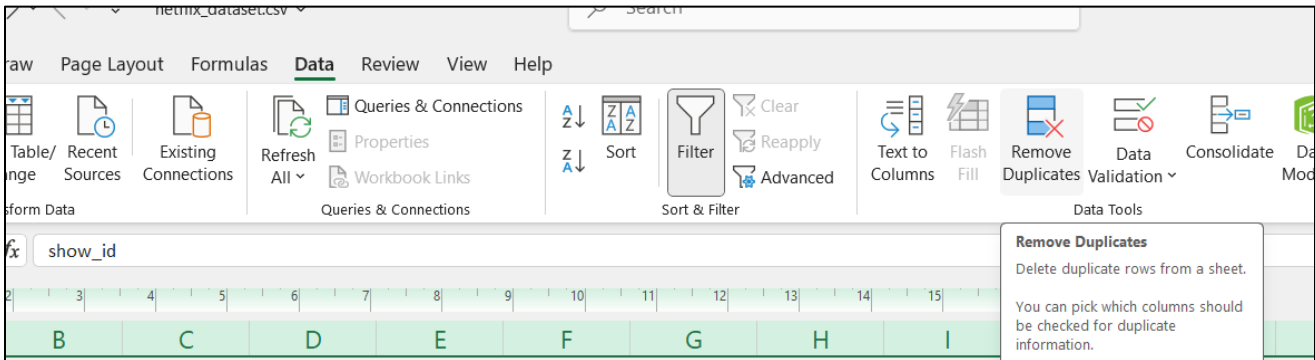 netflix_dataset.csv
Search
raw Page Layout Formulas Data Review View Help
Table/
nge
Recent
Sources
Existing
Connections
Refresh
All
Queries & Connections
Properties
Workbook Links
A
Z
Z
A
Z A
A Z
Sort
Filter
Clear
Reapply
Advanced
Text to
Columns
Flash
Fill
Remove
Duplicates
Data
Validation
Consolidate
Da
Mod
sform Data
Queries & Connections
Sort & Filter
Data Tools
fx show_id
2 3 4 5 6 7 8 9 10 11 12 13 14 15
B C D E F G H I
Remove Duplicates
Delete duplicate rows from a sheet.
You can pick which columns should
be checked for duplicate
information.